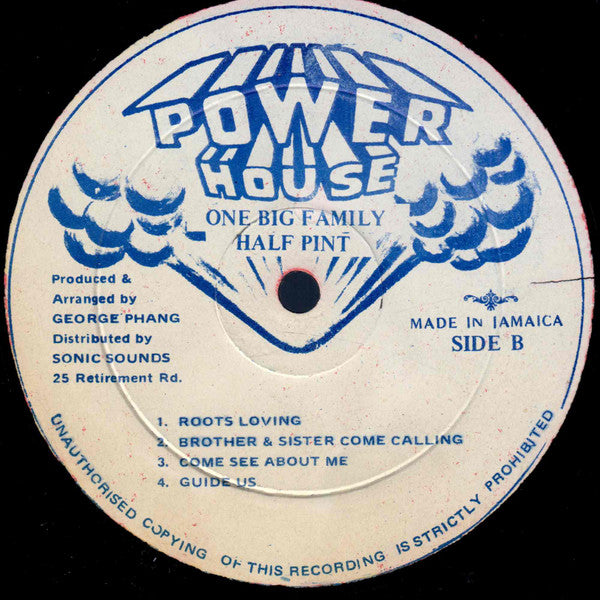 POWER
HOUSE
ONE BIG FAMILY
HALF PINT
Produced &
Arranged by
GEORGE PHANG
Distributed by
SONIC SOUNDS
25 Retirement Rd.
MADE IN JAMAICA
SIDE B
1. ROOTS LOVING
2. BROTHER & SISTER COME CALLING
3. COME SEE ABOUT ME
4. GUIDE US
UNAUTHORISED COPYING OF THIS RECORDING IS STRICTLY PROHIBITED